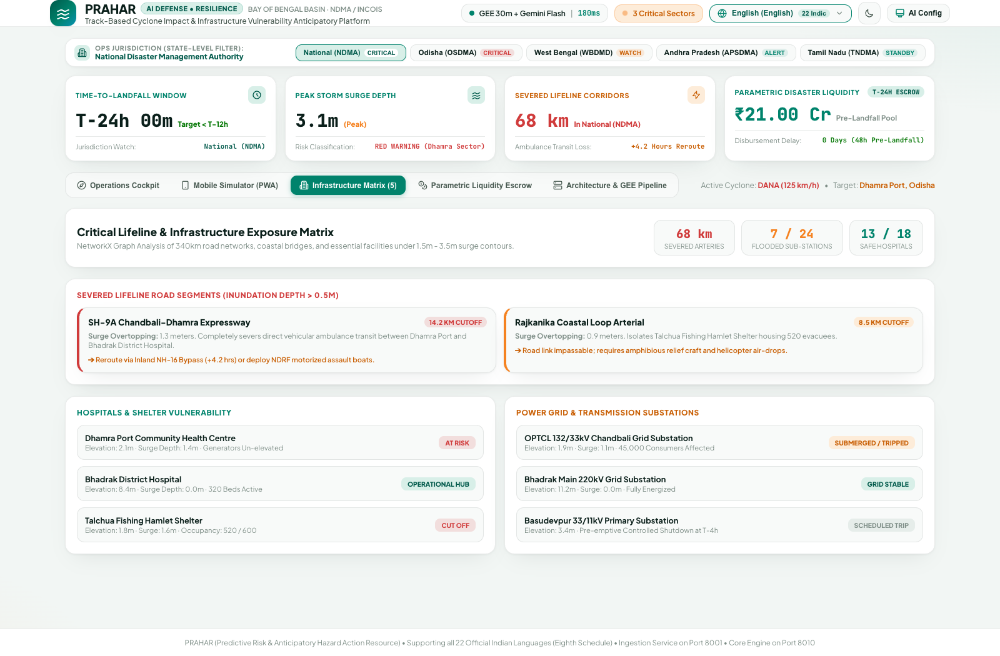 PRAHAR AI DEFENSE • RESILIENCE BAY OF BENGAL BASIN · NDMA / INCOIS
Track-Based Cyclone Impact & Infrastructure Vulnerability Anticipatory Platform
GEE 30m + Gemini Flash | 180ms
3 Critical Sectors
English (English) 22 Indic
AI Config
OPS JURISDICTION (STATE-LEVEL FILTER):
National Disaster Management Authority
National (NDMA) CRITICAL
Odisha (OSDMA) CRITICAL
West Bengal (WBDMD) WATCH
Andhra Pradesh (APSDMA) ALERT
Tamil Nadu (TNDMA) STANDBY
TIME-TO-LANDFALL WINDOW
T-24h 00m Target < T-12h
Jurisdiction Watch: National (NDMA)
PEAK STORM SURGE DEPTH
3.1m (Peak)
Risk Classification: RED WARNING (Dhamra Sector)
SEVERED LIFELINE CORRIDORS
68 km In National (NDMA)
Ambulance Transit Loss: +4.2 Hours Reroute
PARAMETRIC DISASTER LIQUIDITY T-24H ESCROW
₹21.00 Cr Pre-Landfall Pool
Disbursement Delay: 0 Days (48h Pre-Landfall)
Operations Cockpit
Mobile Simulator (PWA)
Infrastructure Matrix (5)
Parametric Liquidity Escrow
Architecture & GEE Pipeline
Active Cyclone: DANA (125 km/h) • Target: Dhamra Port, Odisha
Critical Lifeline & Infrastructure Exposure Matrix
NetworkX Graph Analysis of 340km road networks, coastal bridges, and essential facilities under 1.5m - 3.5m surge contours.
68 km
SEVERED ARTERIES
7 / 24
FLOODED SUB-STATIONS
13 / 18
SAFE HOSPITALS
SEVERED LIFELINE ROAD SEGMENTS (INUNDATION DEPTH > 0.5M)
SH-9A Chandbali-Dhamra Expressway 14.2 KM CUTOFF
Surge Overtopping: 1.3 meters. Completely severs direct vehicular ambulance transit between Dhamra Port and
Bhadrak District Hospital.
➔ Reroute via Inland NH-16 Bypass (+4.2 hrs) or deploy NDRF motorized assault boats.
Rajkanika Coastal Loop Arterial 8.5 KM CUTOFF
Surge Overtopping: 0.9 meters. Isolates Talchua Fishing Hamlet Shelter housing 520 evacuees.
➔ Road link impassable; requires amphibious relief craft and helicopter air-drops.
HOSPITALS & SHELTER VULNERABILITY
Dhamra Port Community Health Centre
Elevation: 2.1m · Surge Depth: 1.4m · Generators Un-elevated
AT RISK
Bhadrak District Hospital
Elevation: 8.4m · Surge Depth: 0.0m · 320 Beds Active
OPERATIONAL HUB
Talchua Fishing Hamlet Shelter
Elevation: 1.8m · Surge: 1.6m · Occupancy: 520 / 600
CUT OFF
POWER GRID & TRANSMISSION SUBSTATIONS
OPTCL 132/33kV Chandbali Grid Substation
Elevation: 1.9m · Surge: 1.1m · 45,000 Consumers Affected
SUBMERGED / TRIPPED
Bhadrak Main 220kV Grid Substation
Elevation: 11.2m · Surge: 0.0m · Fully Energized
GRID STABLE
Basudevpur 33/11kV Primary Substation
Elevation: 3.4m · Pre-emptive Controlled Shutdown at T-4h
SCHEDULED TRIP
PRAHAR (Predictive Risk & Anticipatory Hazard Action Resource) • Supporting all 22 Official Indian Languages (Eighth Schedule) • Ingestion Service on Port 8001 • Core Engine on Port 8010